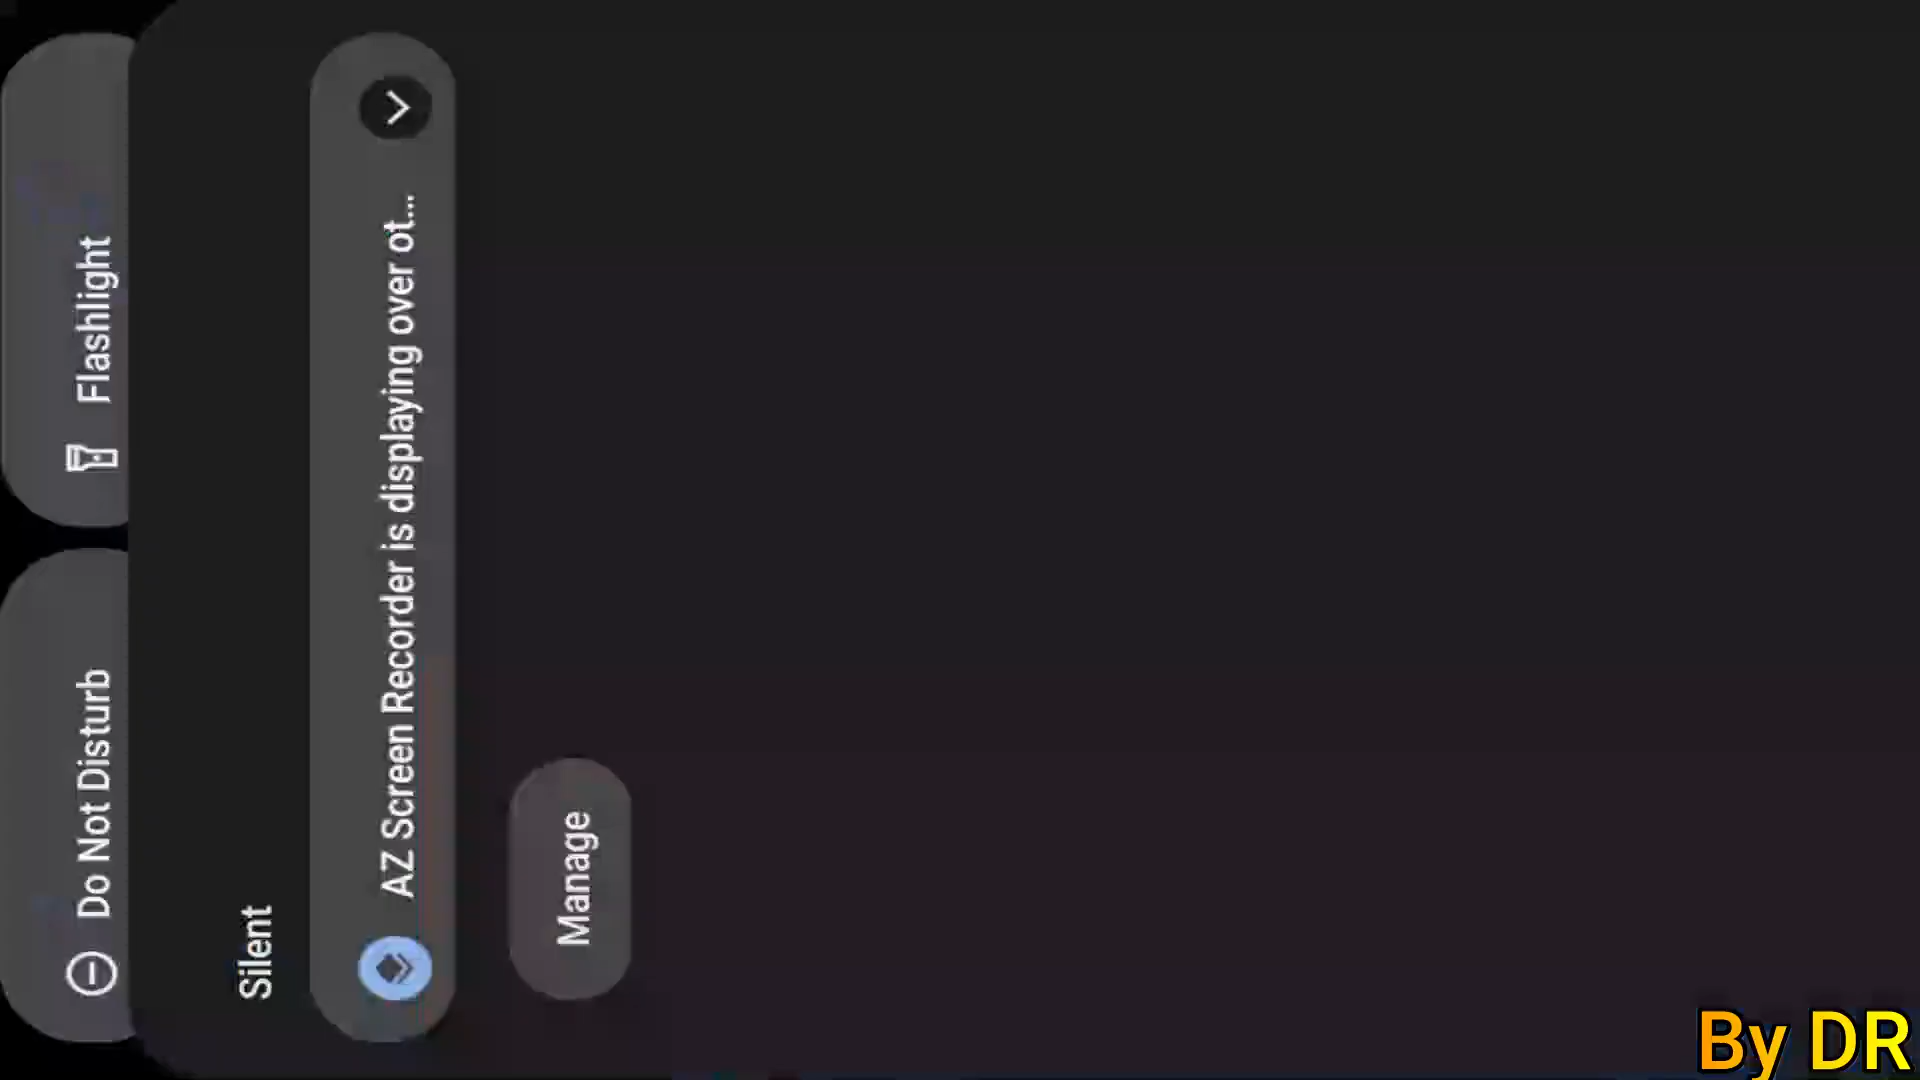 Do Not Disturb
Flashlight
Silent
AZ Screen Recorder is displaying over ot...
Manage
By DR